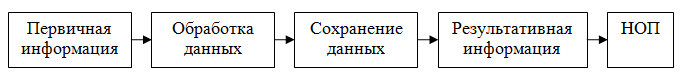 Первичная
информация
Обработка
данных
Сохранение
данных
Результативная
информация
НОП